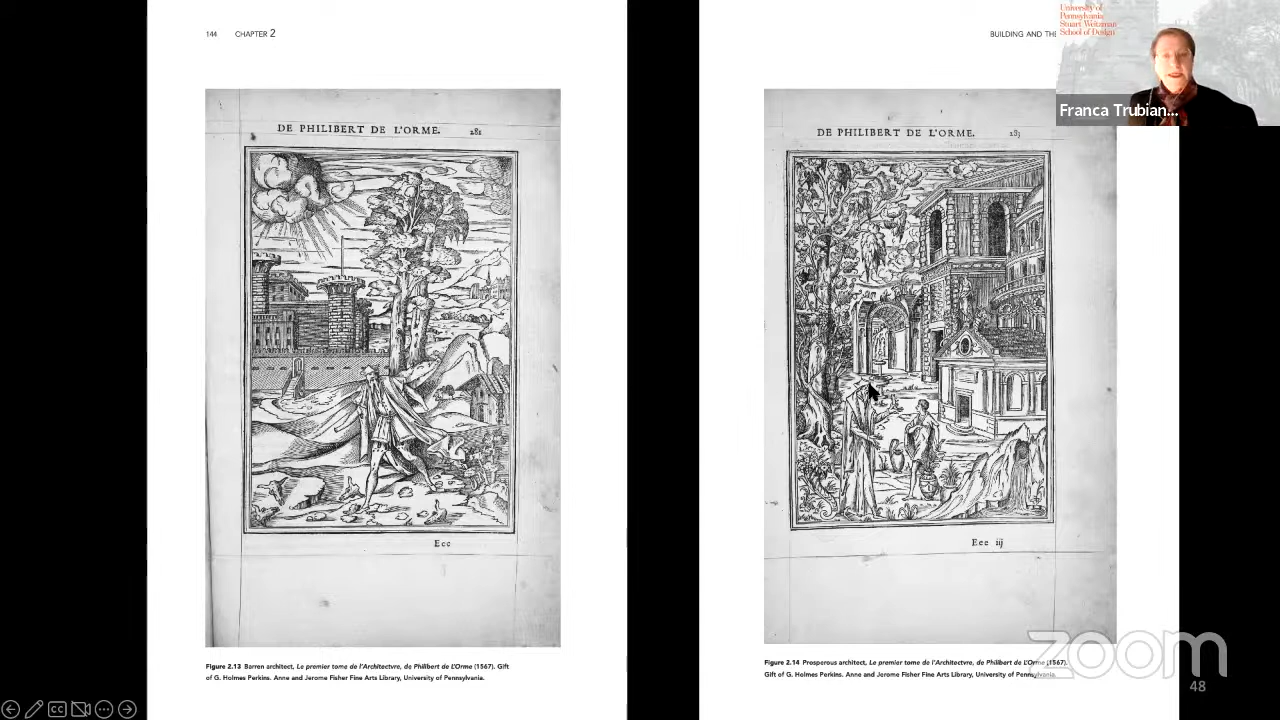 144 CHAPTER 2
DE PHILIBERT DE L'ORME. 281
Eee
Figure 2.13 Barren architect, Le premier tome de l'Architectvre, de Philibert de L'Orme (1567). Gift
of G. Holmes Perkins. Anne and Jerome Fisher Fine Arts Library, University of Pennsylvania.
BUILDING AND THE
DE PHILIBERT DE L'ORME. 283
Eee iij
Figure 2.14 Prosperous architect, Le premier tome de l'Architectvre, de Philibert de L'Orme (1567).
Gift of G. Holmes Perkins. Anne and Jerome Fisher Fine Arts Library, University of Pennsylvania.
University of
Pennsylvania
Stuart Weitzman
School of Design
Franca Trubian...
zoom
48
CC